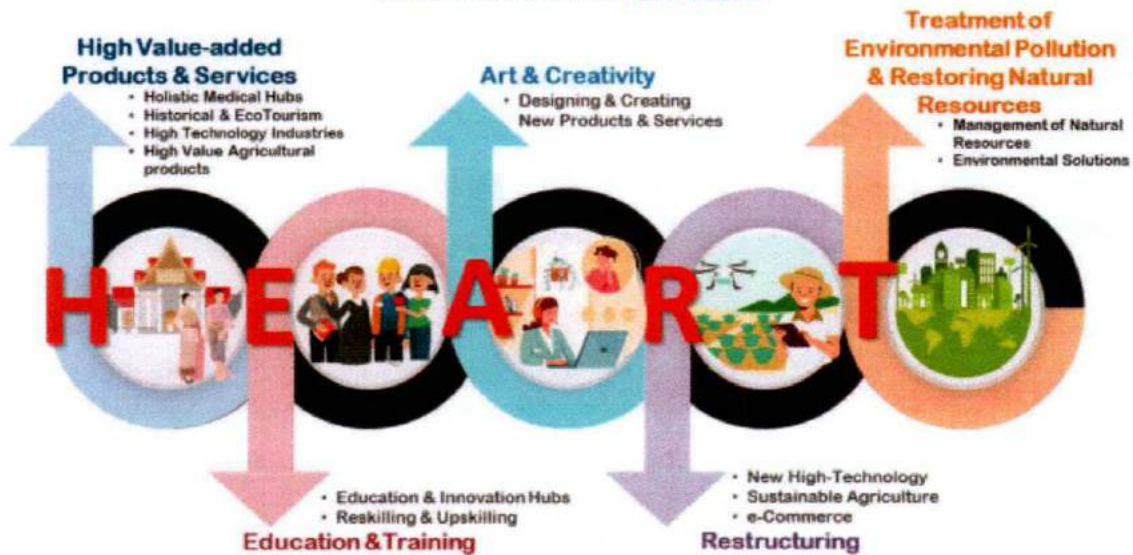 High Value-added
Products & Services
• Holistic Medical Hubs
• Historical & EcoTourism
• High Technology Industries
• High Value Agricultural
products
Art & Creativity
• Designing & Creating
New Products & Services
Treatment of
Environmental Pollution
& Restoring Natural
Resources
• Management of Natural
Resources
• Environmental Solutions
H E A R T
• Education & Innovation Hubs
• Reskilling & Upskilling
Education & Training
• New High-Technology
• Sustainable Agriculture
• e-Commerce
Restructuring